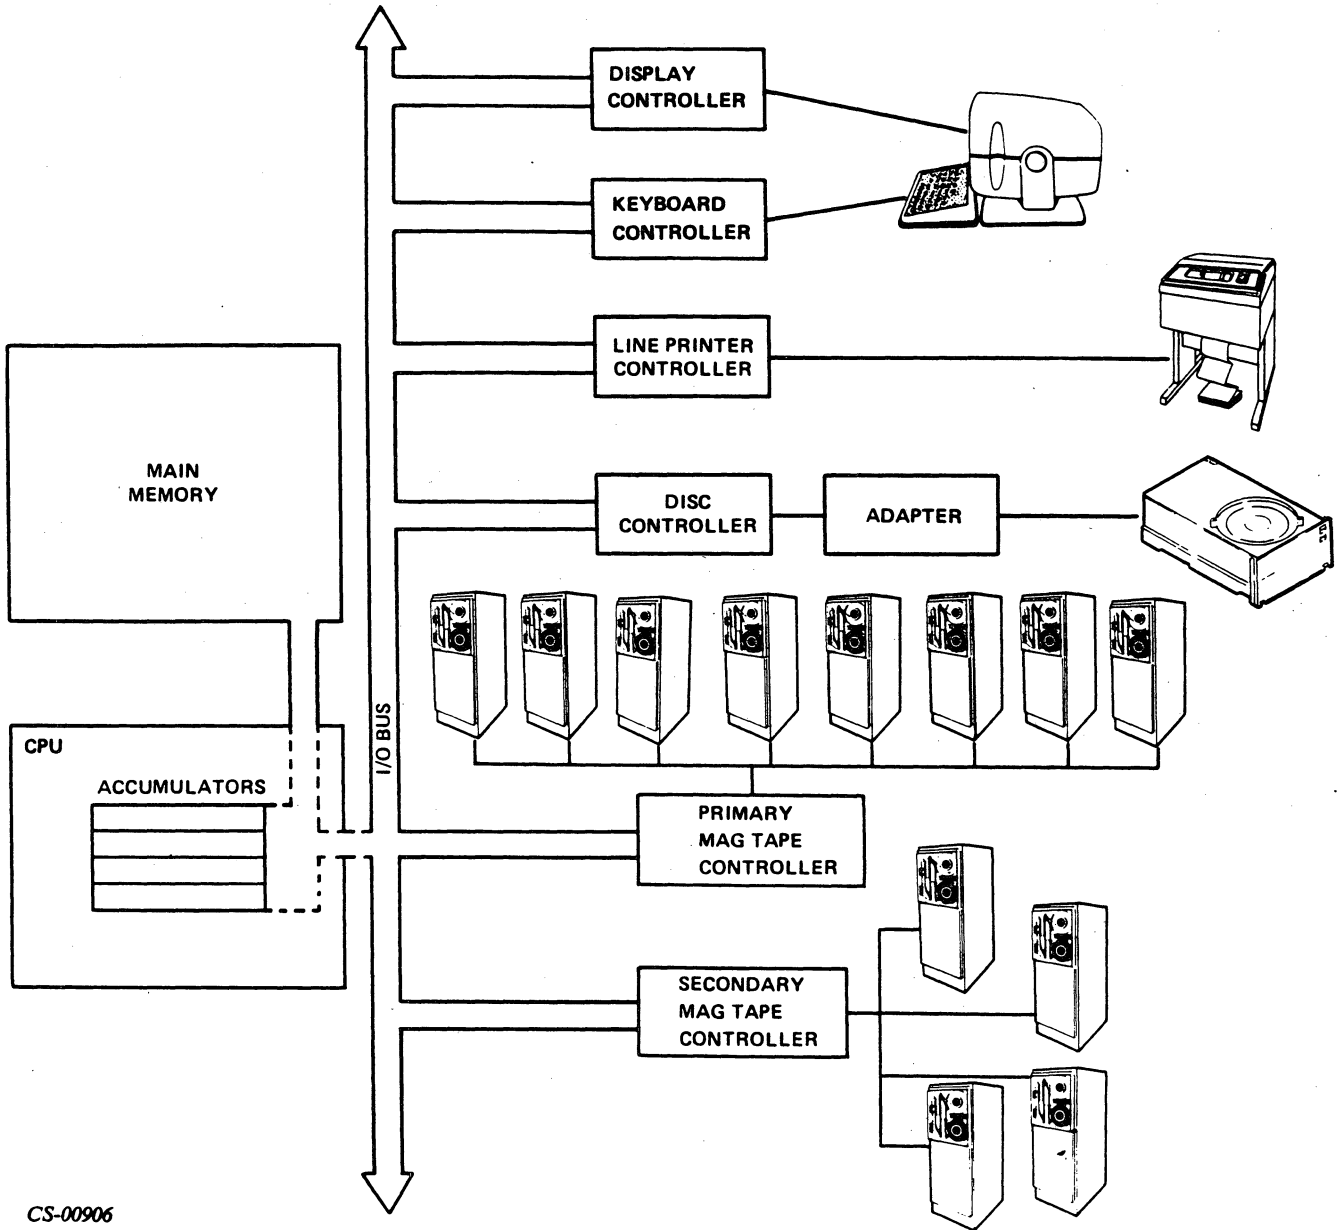 DISPLAY
CONTROLLER
KEYBOARD
CONTROLLER
LINE PRINTER
CONTROLLER
MAIN
MEMORY
DISC
CONTROLLER
ADAPTER
I/O BUS
CPU
ACCUMULATORS
PRIMARY
MAG TAPE
CONTROLLER
SECONDARY
MAG TAPE
CONTROLLER
CS-00906